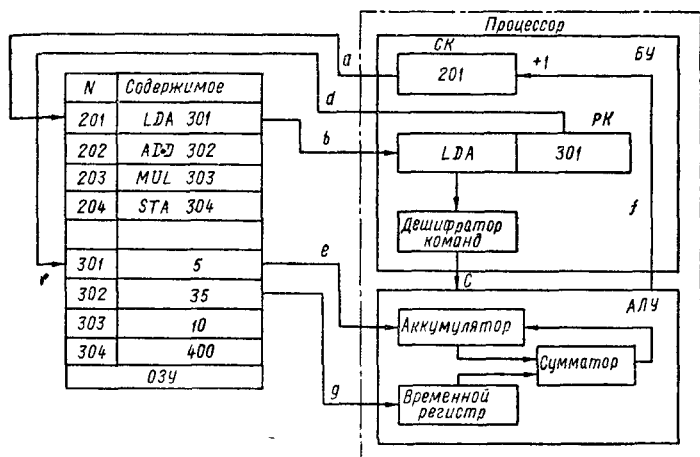 Процессор
СК
БУ
a
201
+1
N Содержимое
d
201 LDA 301
РК
202 ADD 302
b
LDA 301
203 MUL 303
204 STA 304
Дешифратор
команд
f
301 5
e
C
302 35
АЛУ
303 10
Аккумулятор
304 400
Сумматор
ОЗУ
g
Временной
регистр